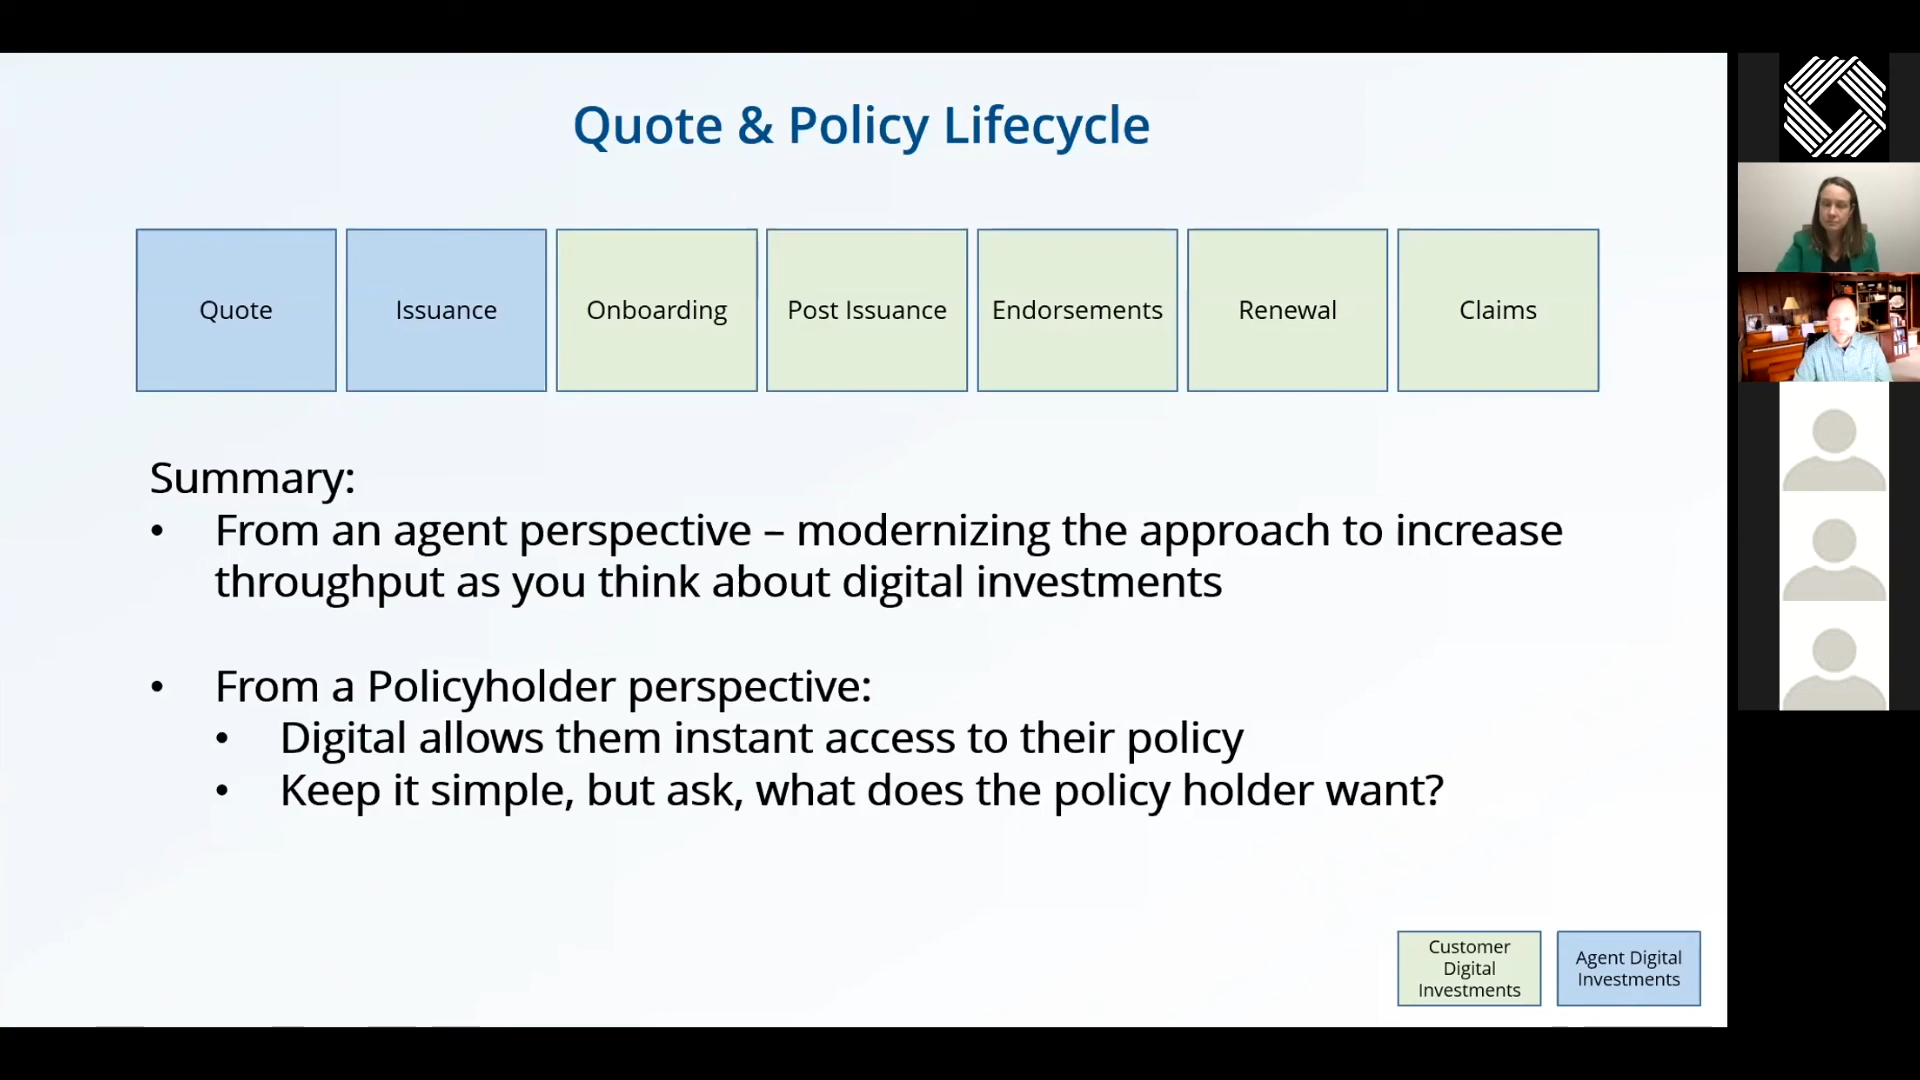 Quote & Policy Lifecycle
Quote
Issuance
Onboarding
Post Issuance
Endorsements
Renewal
Claims
Summary:
• From an agent perspective – modernizing the approach to increase
throughput as you think about digital investments
• From a Policyholder perspective:
• Digital allows them instant access to their policy
• Keep it simple, but ask, what does the policy holder want?
Customer
Digital
Investments
Agent Digital
Investments